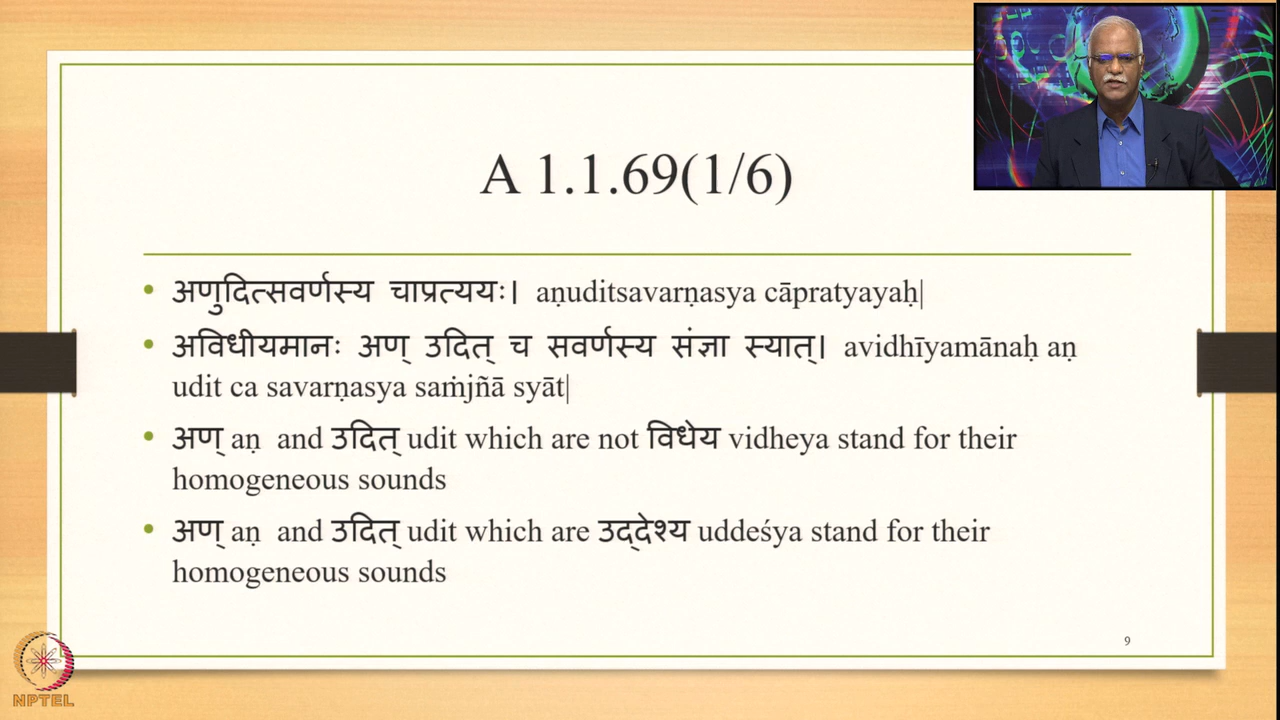 A 1.1.69(1/6)
• अणुदित्सवर्णस्य चाप्रत्ययः। aṇuditsavarṇasya cāpratyayaḥ|
• अविधीयमानः अण् उदित् च सवर्णस्य संज्ञा स्यात्। avidhīyamānaḥ aṇ
udit ca savarṇasya saṁjñā syāt|
• अण् aṇ and उदित् udit which are not विधेय vidheya stand for their
homogeneous sounds
• अण् aṇ and उदित् udit which are उद्देश्य uddeśya stand for their
homogeneous sounds
9
NPTEL